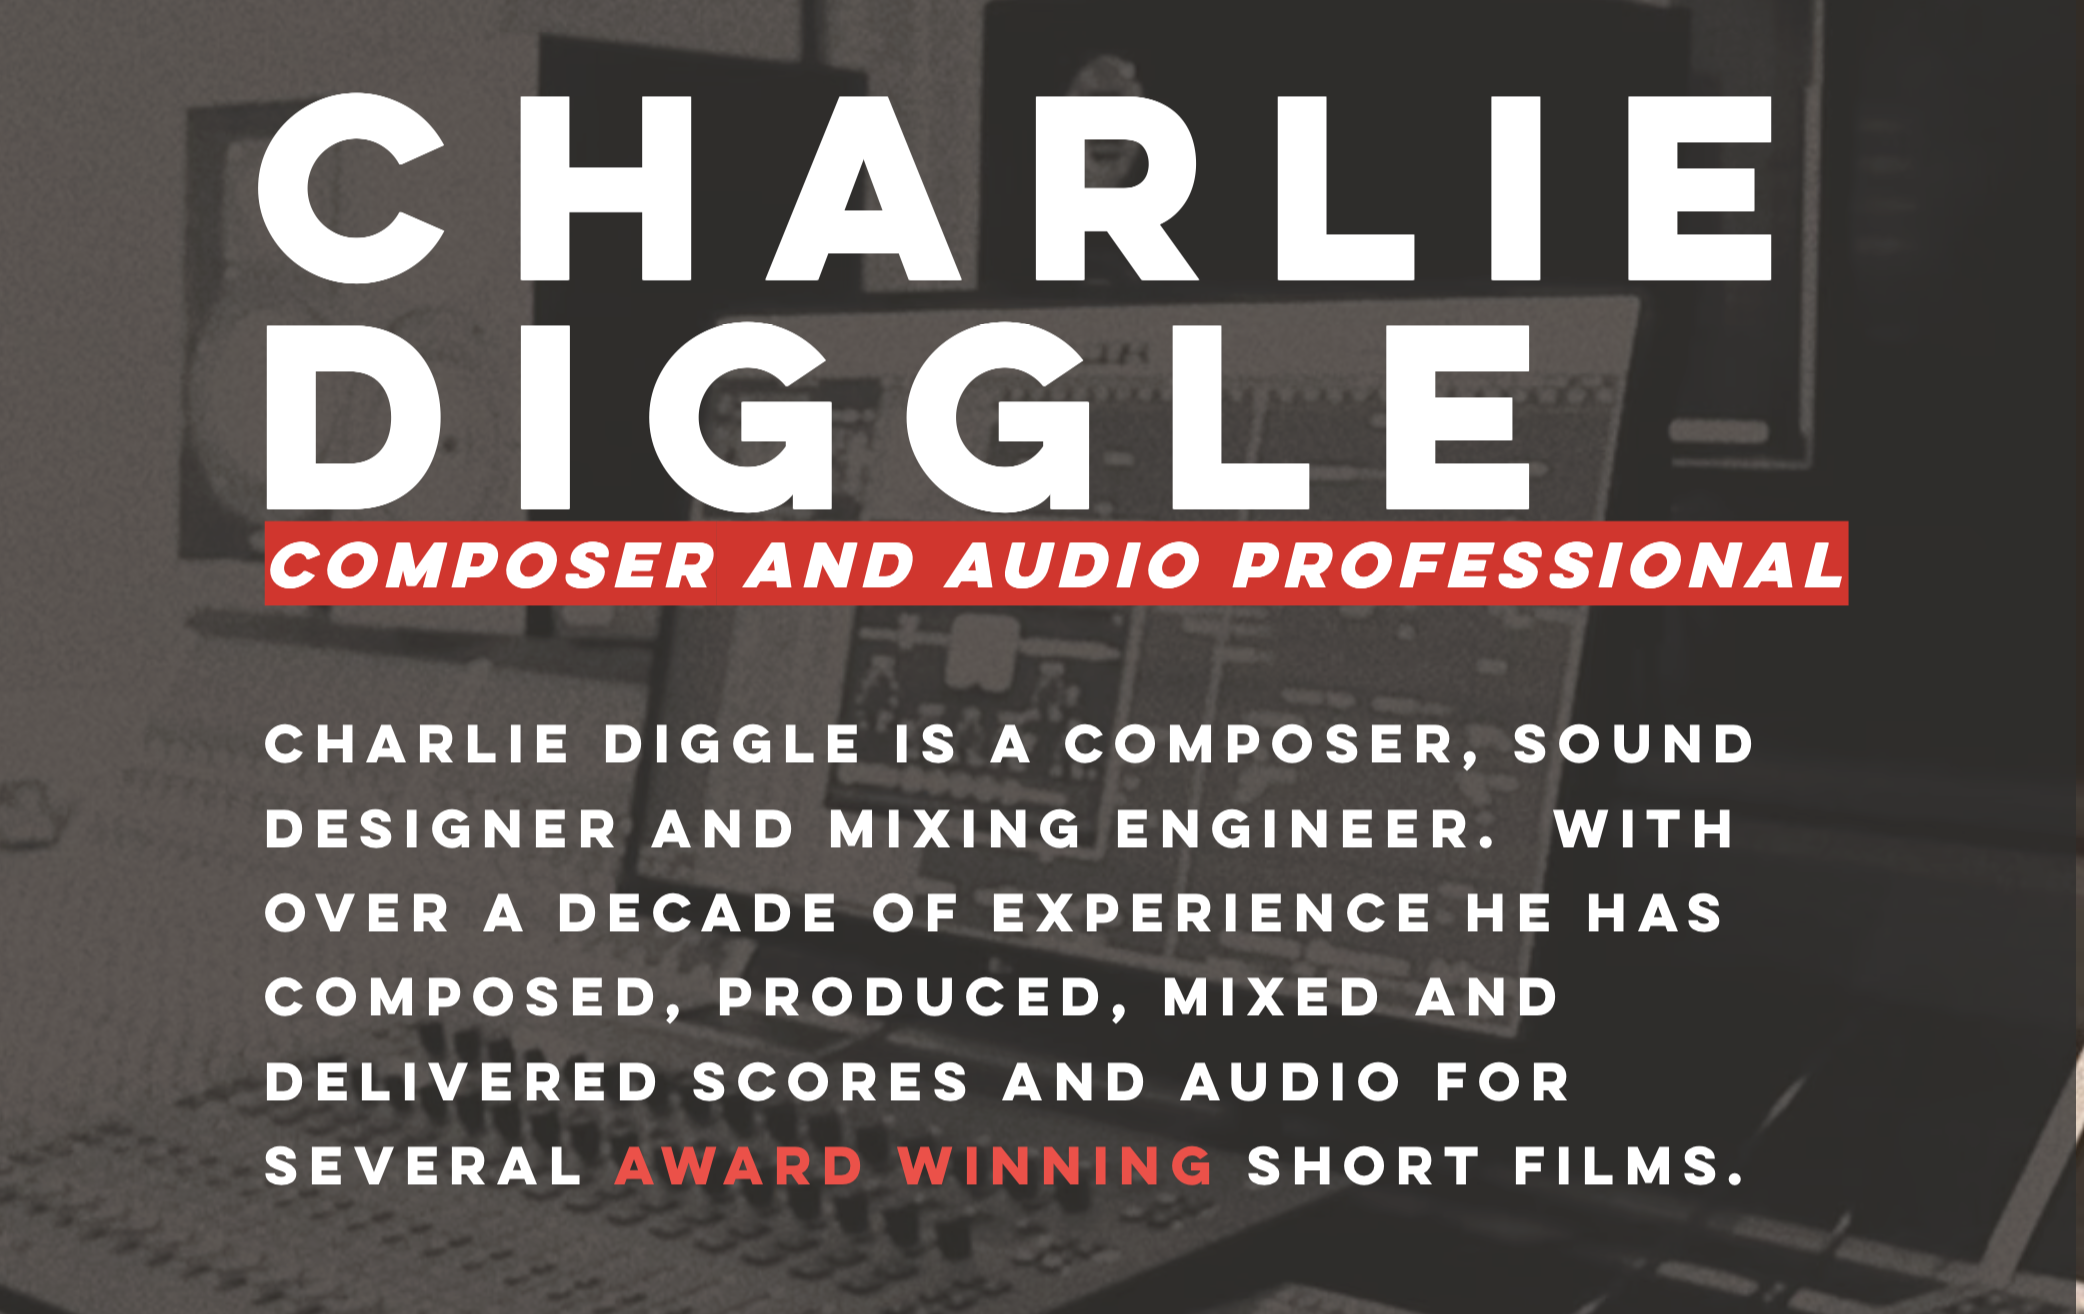 CHARLIE
DIGGLE
COMPOSER AND AUDIO PROFESSIONAL
CHARLIE DIGGLE IS A COMPOSER, SOUND
DESIGNER AND MIXING ENGINEER.  WITH
OVER A DECADE OF EXPERIENCE HE HAS
COMPOSED, PRODUCED, MIXED AND
DELIVERED SCORES AND AUDIO FOR
SEVERAL AWARD WINNING SHORT FILMS.